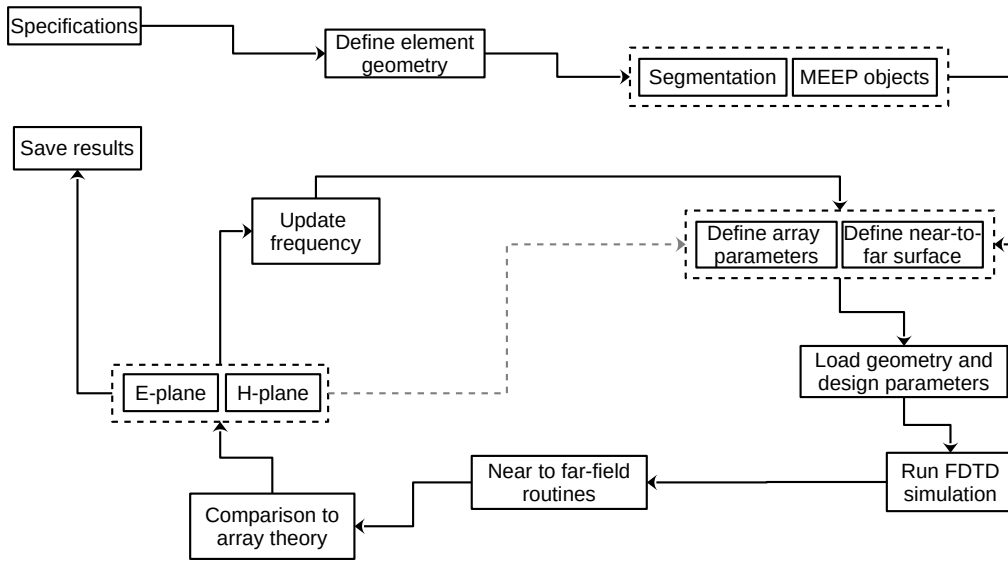 Specifications
Define element
geometry
Segmentation
MEEP objects
Save results
Update
frequency
Define array
parameters
Define near-to-
far surface
Load geometry and
design parameters
E-plane
H-plane
Run FDTD
simulation
Near to far-field
routines
Comparison to
array theory